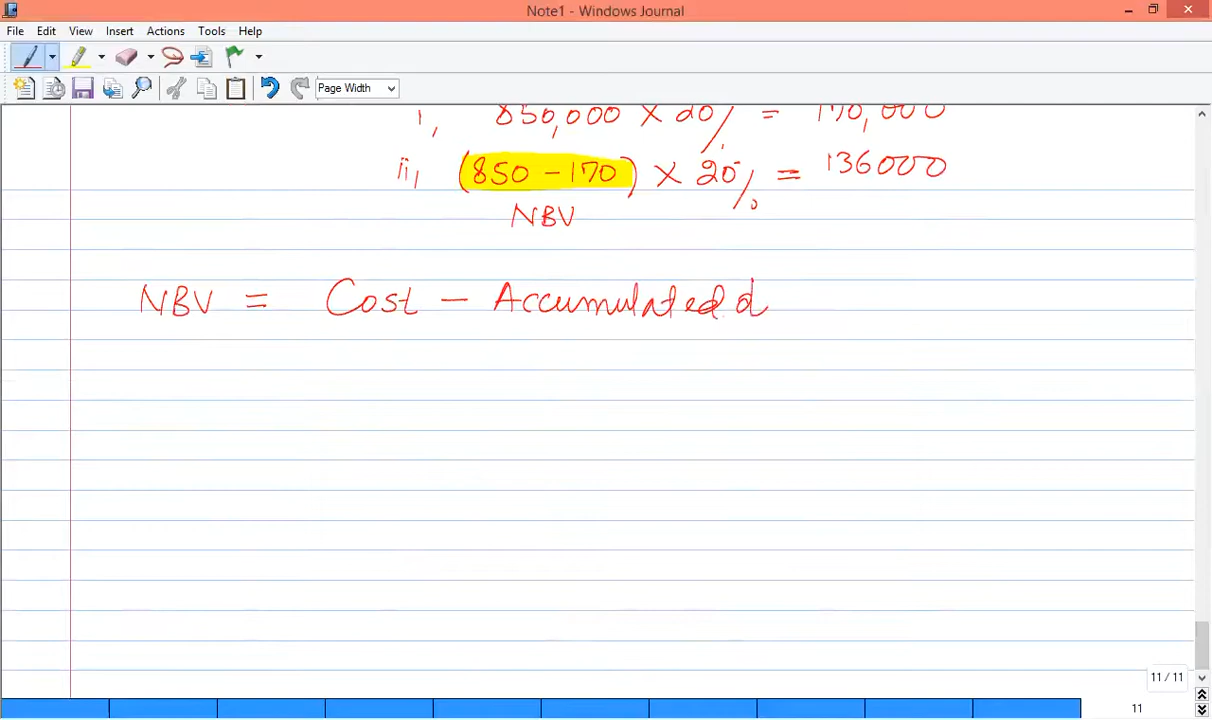 Note1 - Windows Journal
File Edit View Insert Actions Tools Help
Page Width
i, 850,000 X 20% = 170,000
ii, (850 - 170) X 20% = 136000
NBV
NBV = Cost - Accumulated d
11 / 11
11